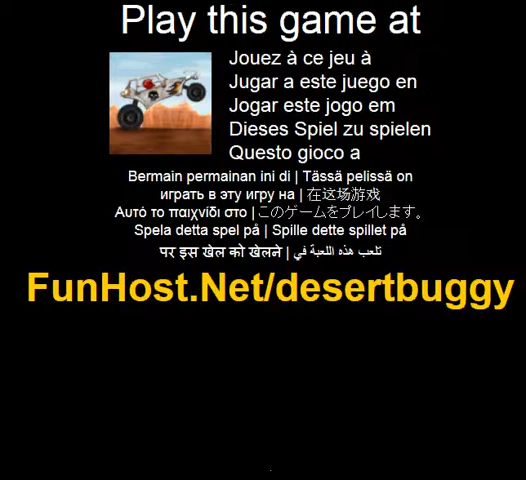 Play this game at
Jouez à ce jeu à
Jugar a este juego en
Jogar este jogo em
Dieses Spiel zu spielen
Questo gioco a
Bermain permainan ini di | Tässä pelissä on
играть в эту игру на | 在这场游戏
Αυτό το παιχνίδι στο | このゲームをプレイします。
Spela detta spel på | Spille dette spillet på
पर इस खेल को खेलने | تلعب هذه اللعبة في
FunHost.Net/desertbuggy